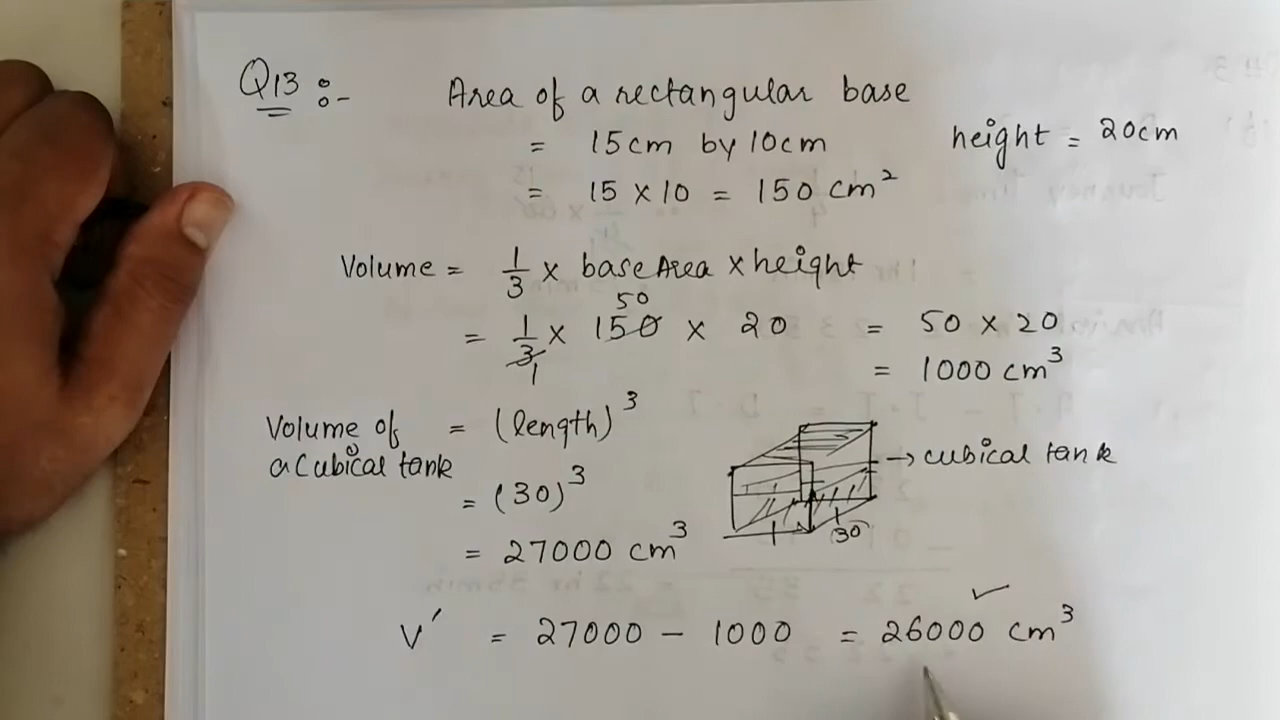 Q13 :-
Area of a rectangular base
= 15cm by 10cm
height = 20cm
= 15 × 10 = 150 cm²
Volume = 1/3 × base Area × height
50
= 1/3 × 150 × 20 = 50 × 20
1
= 1000 cm³
Volume of a Cubical tank = (length)³
= (30)³
→ cubical tank
30
= 27000 cm³
V' = 27000 - 1000 = 26000 cm³ ✓